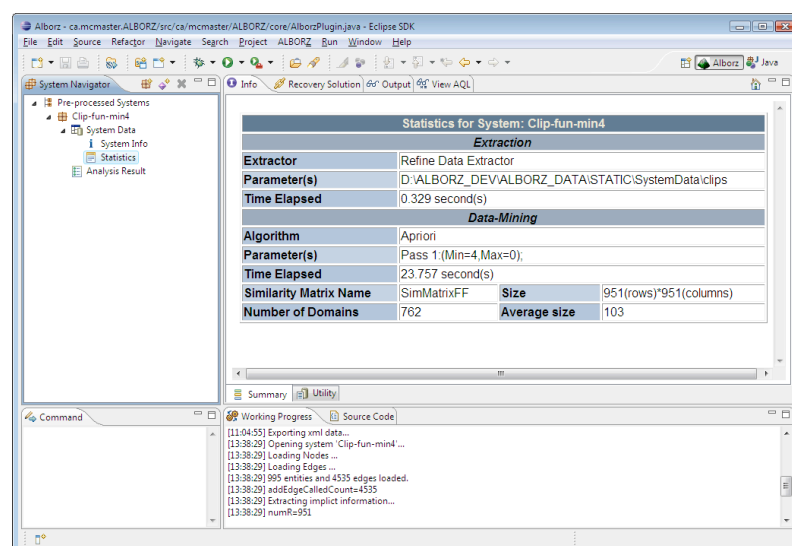 Alborz - ca.mcmaster.ALBORZ/src/ca/mcmaster/ALBORZ/core/AlborzPlugin.java - Eclipse SDK
File Edit Source Refactor Navigate Search Project ALBORZ Run Window Help
Alborz Java
System Navigator
Pre-processed Systems
Clip-fun-min4
System Data
System Info
Statistics
Analysis Result
Info Recovery Solution Output View AQL
Statistics for System: Clip-fun-min4
Extraction
Extractor Refine Data Extractor
Parameter(s) D:\ALBORZ_DEV\ALBORZ_DATA\STATIC\SystemData\clips
Time Elapsed 0.329 second(s)
Data-Mining
Algorithm Apriori
Parameter(s) Pass 1:(Min=4,Max=0);
Time Elapsed 23.757 second(s)
Similarity Matrix Name SimMatrixFF Size 951(rows)*951(columns)
Number of Domains 762 Average size 103
Summary Utility
Command
Working Progress Source Code
[11:04:55] Exporting xml data...
[13:38:29] Opening system 'Clip-fun-min4'...
[13:38:29] Loading Nodes ...
[13:38:29] Loading Edges ...
[13:38:29] 995 entities and 4535 edges loaded.
[13:38:29] addEdgeCalledCount=4535
[13:38:29] Extracting implict information...
[13:38:29] numR=951